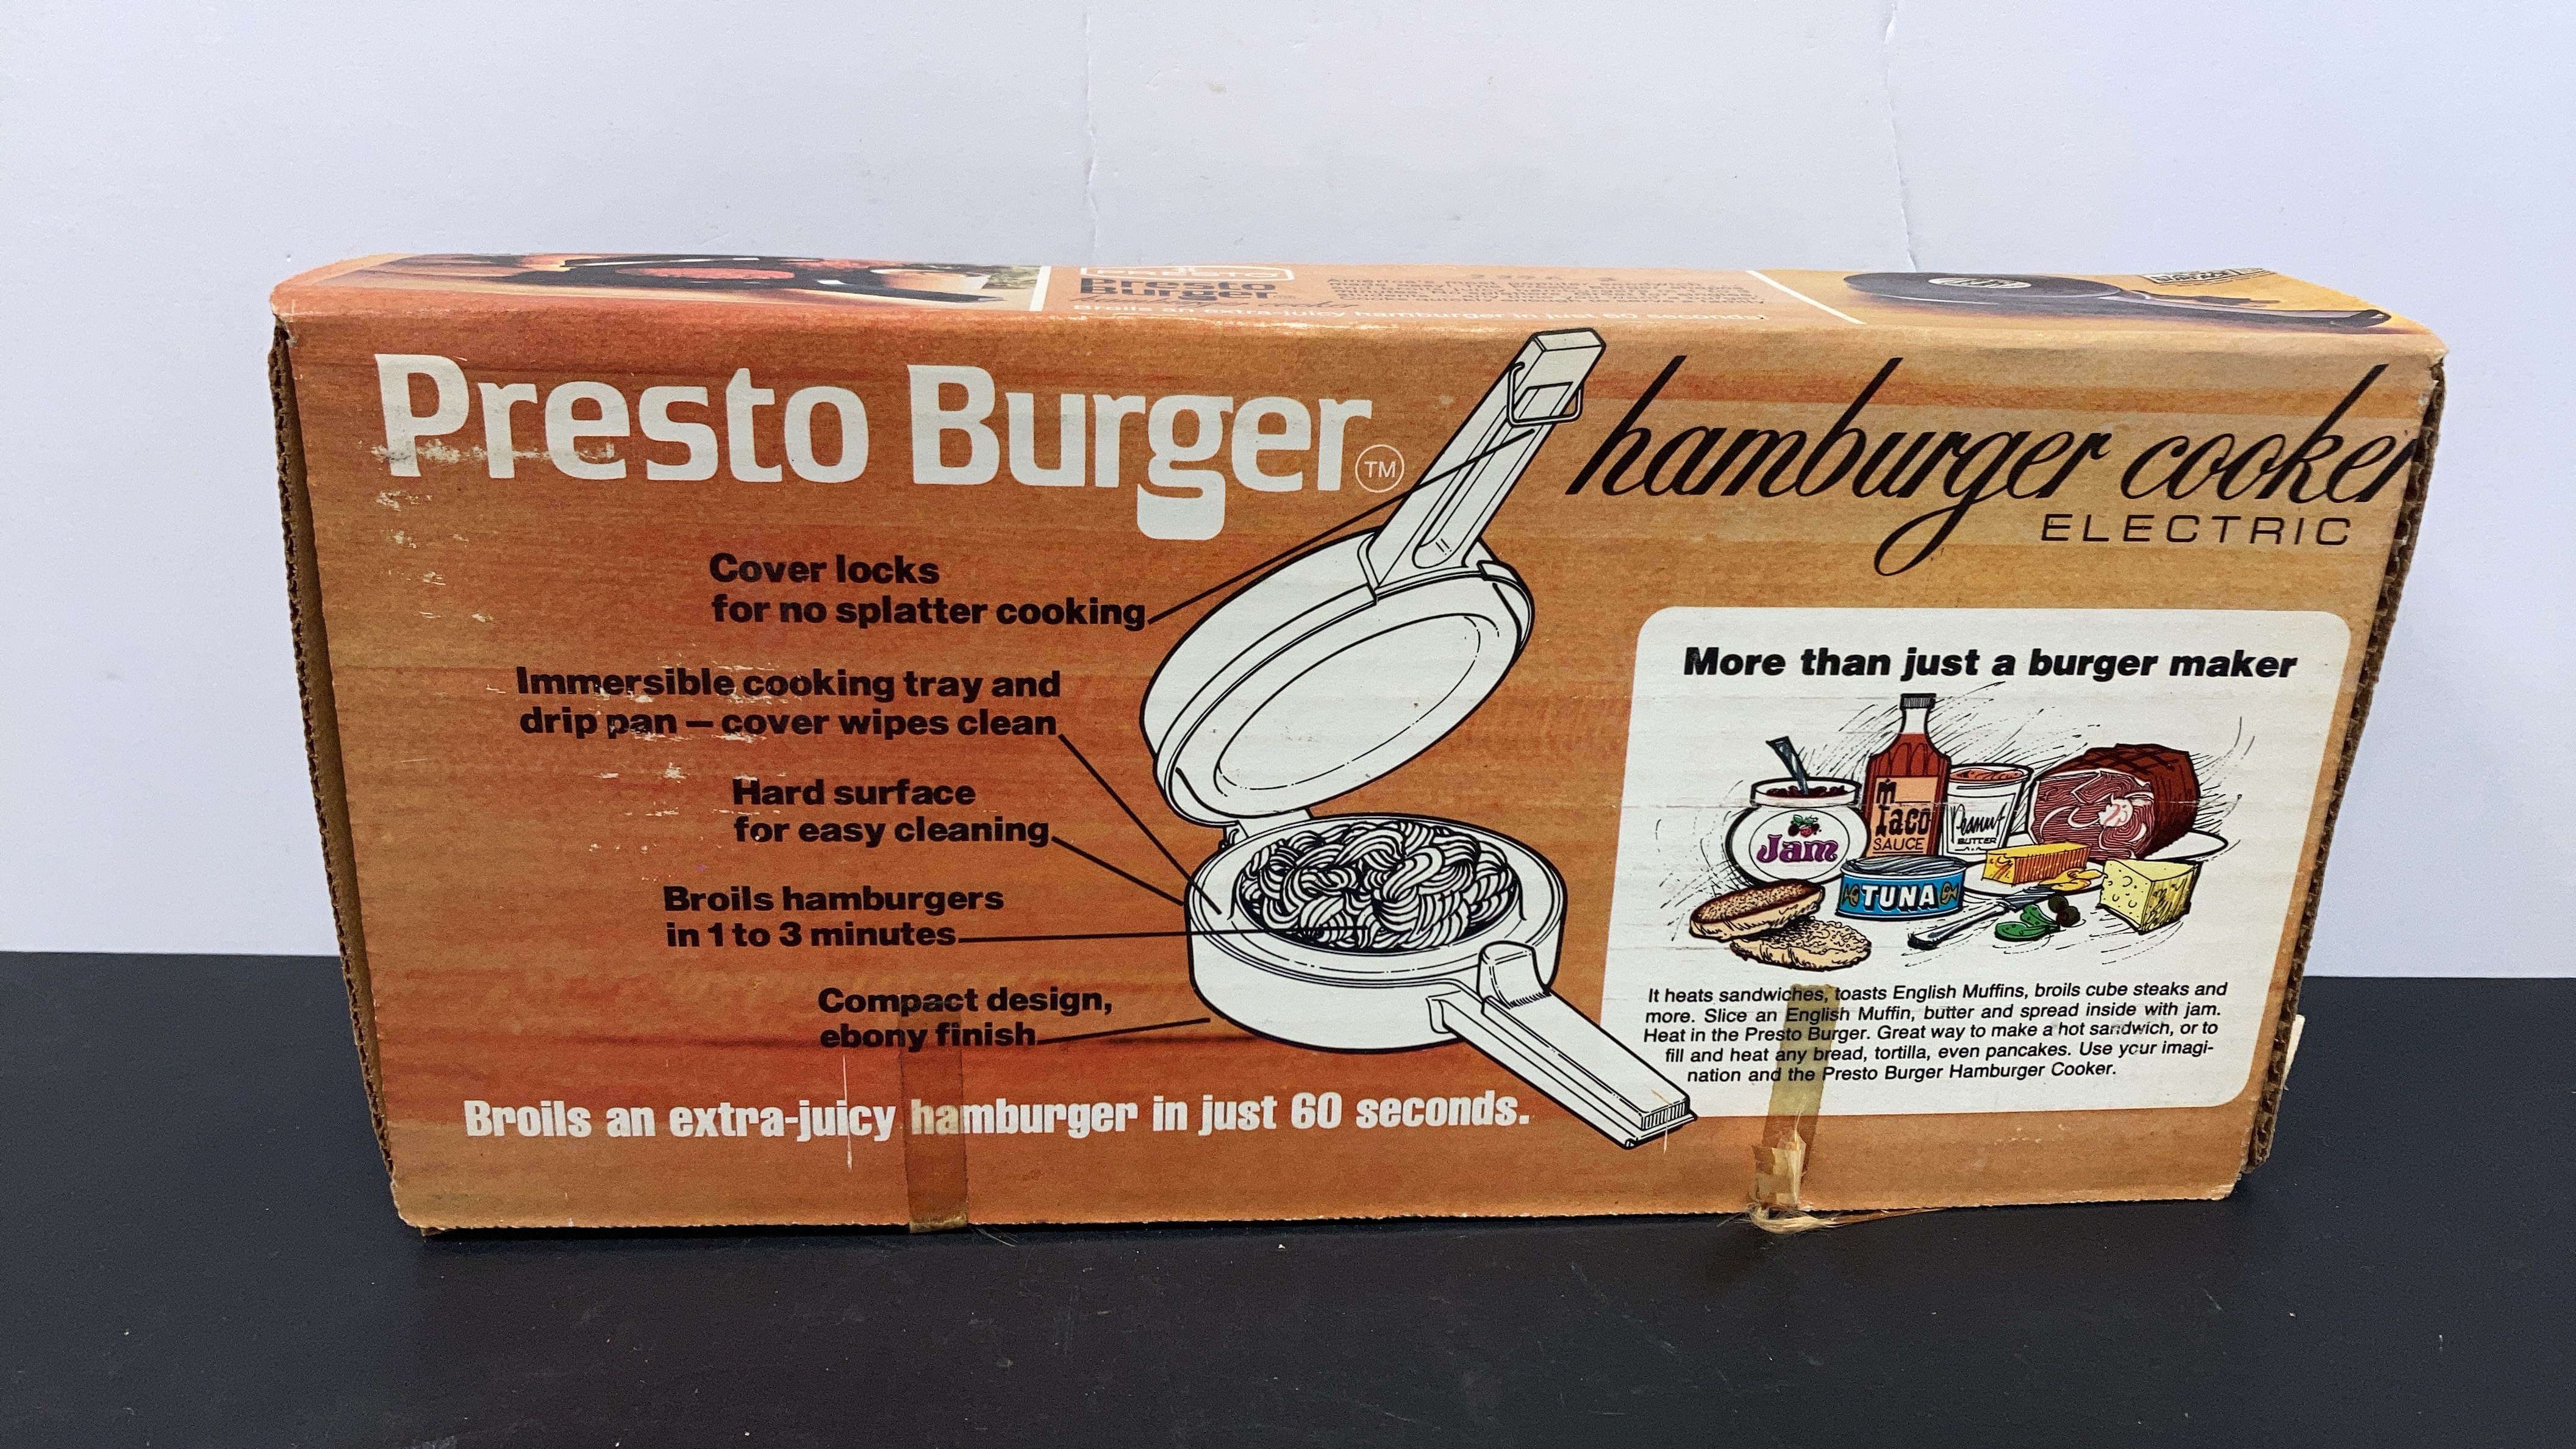 PRESTO
Presto
Burger
Broils an extra-juicy hamburger in just 60 seconds.
Presto Burger TM
hamburger cooker
ELECTRIC
Cover locks
for no splatter cooking
Immersible cooking tray and
drip pan — cover wipes clean
Hard surface
for easy cleaning
Broils hamburgers
in 1 to 3 minutes
Compact design,
ebony finish
Broils an extra-juicy hamburger in just 60 seconds.
More than just a burger maker
Jam
Taco
SAUCE
Peanut
BUTTER
TUNA
It heats sandwiches, toasts English Muffins, broils cube steaks and
more. Slice an English Muffin, butter and spread inside with jam.
Heat in the Presto Burger. Great way to make a hot sandwich, or to
fill and heat any bread, tortilla, even pancakes. Use your imagi-
nation and the Presto Burger Hamburger Cooker.